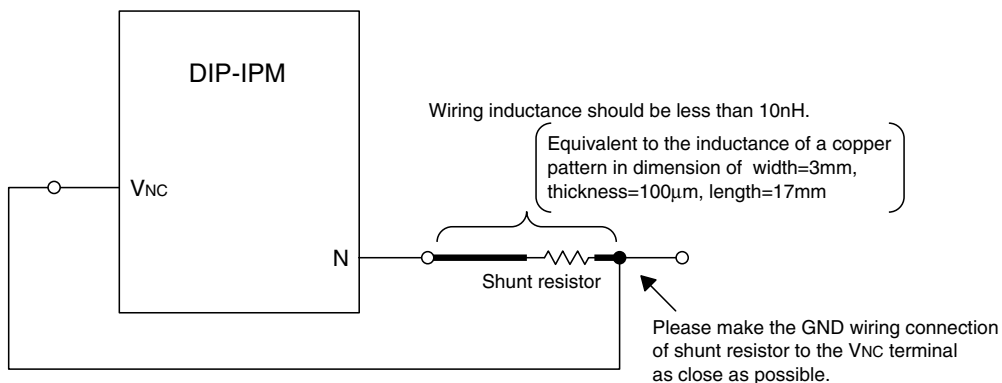 DIP-IPM
Wiring inductance should be less than 10nH.
Equivalent to the inductance of a copper
pattern in dimension of width=3mm,
thickness=100μm, length=17mm
VNC
N
Shunt resistor
Please make the GND wiring connection
of shunt resistor to the VNC terminal
as close as possible.